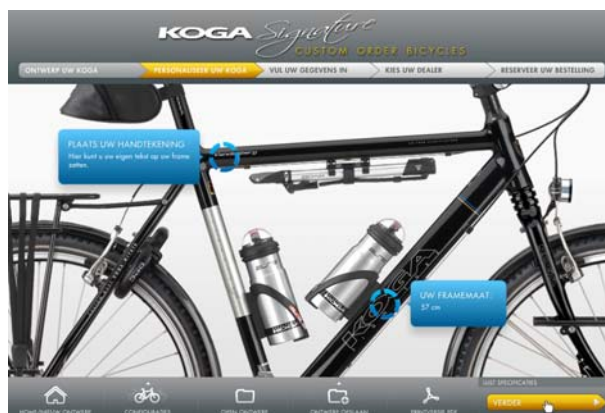 KOGA Signature
CUSTOM ORDER BICYCLES
ONTWERP UW KOGA
PERSONALISEER UW KOGA
VUL UW GEGEVENS IN
KIES UW DEALER
RESERVEER UW BESTELLING
PLAATS UW HANDTEKENING
Hier kunt u uw eigen tekst op uw frame
zetten.
KOGA
UW FRAMEMAAT:
57 cm
LIJST SPECIFICATIES
VERDER